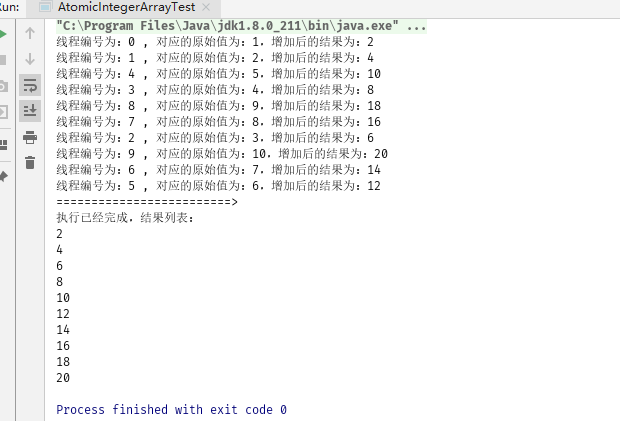 Run: AtomicIntegerArrayTest ×
"C:\Program Files\Java\jdk1.8.0_211\bin\java.exe" ...
线程编号为：0 , 对应的原始值为：1．增加后的结果为：2
线程编号为：1 , 对应的原始值为：2．增加后的结果为：4
线程编号为：4 , 对应的原始值为：5．增加后的结果为：10
线程编号为：3 , 对应的原始值为：4．增加后的结果为：8
线程编号为：8 , 对应的原始值为：9．增加后的结果为：18
线程编号为：7 , 对应的原始值为：8．增加后的结果为：16
线程编号为：2 , 对应的原始值为：3．增加后的结果为：6
线程编号为：9 , 对应的原始值为：10．增加后的结果为：20
线程编号为：6 , 对应的原始值为：7．增加后的结果为：14
线程编号为：5 , 对应的原始值为：6．增加后的结果为：12
=========================>
执行已经完成．结果列表：
2
4
6
8
10
12
14
16
18
20
Process finished with exit code 0